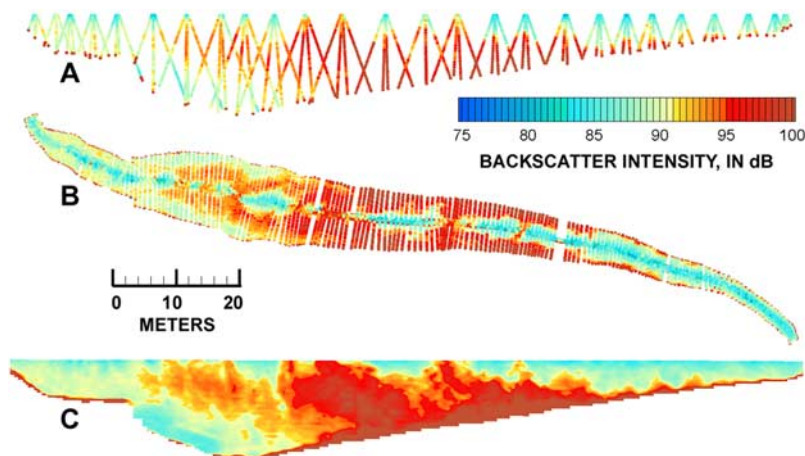 A
75 80 85 90 95 100
BACKSCATTER INTENSITY, IN dB
B
0 10 20
METERS
C